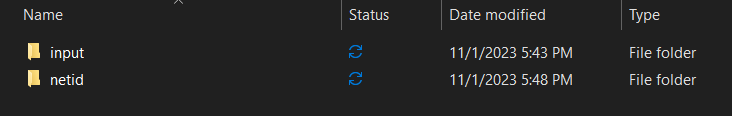 Name Status Date modified Type
input 11/1/2023 5:43 PM File folder
netid 11/1/2023 5:48 PM File folder